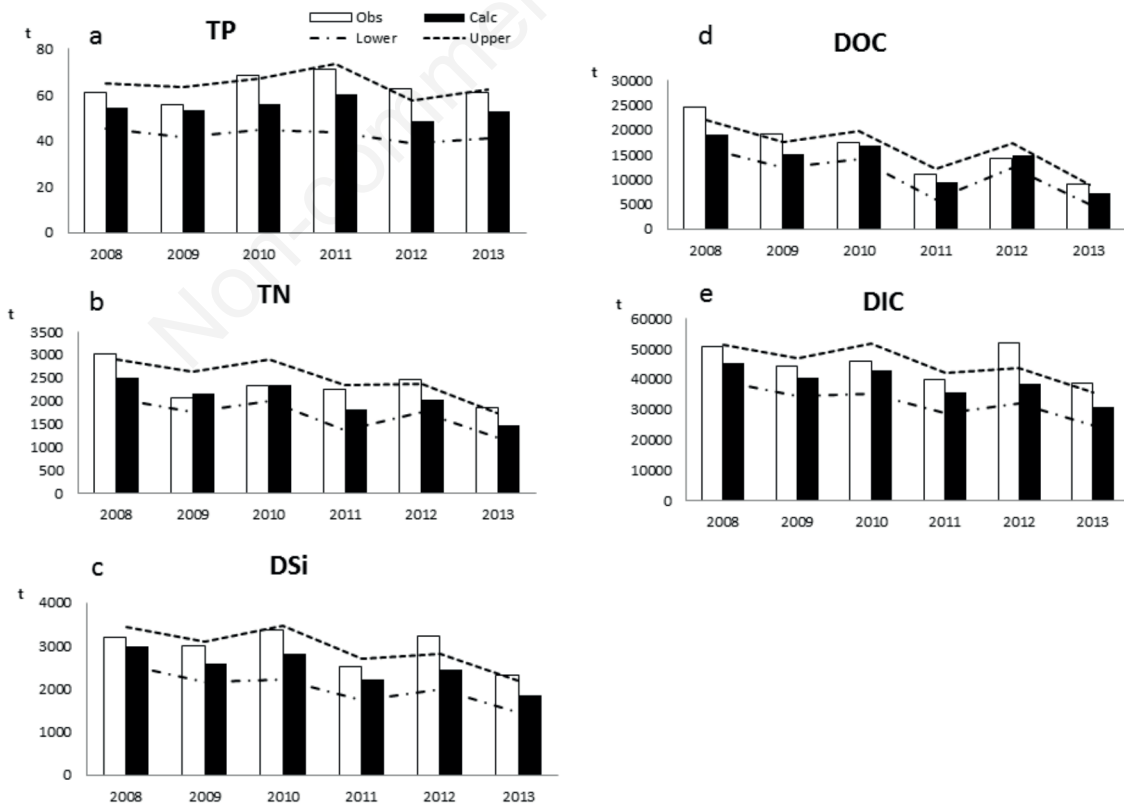 a
TP
Obs
Calc
Lower
Upper
t
80
60
40
20
0
2008 2009 2010 2011 2012 2013
b
TN
t
3500
3000
2500
2000
1500
1000
500
0
2008 2009 2010 2011 2012 2013
c
DSi
t
4000
3000
2000
1000
0
2008 2009 2010 2011 2012 2013
d
DOC
t
30000
25000
20000
15000
10000
5000
0
2008 2009 2010 2011 2012 2013
e
DIC
t
60000
50000
40000
30000
20000
10000
0
2008 2009 2010 2011 2012 2013